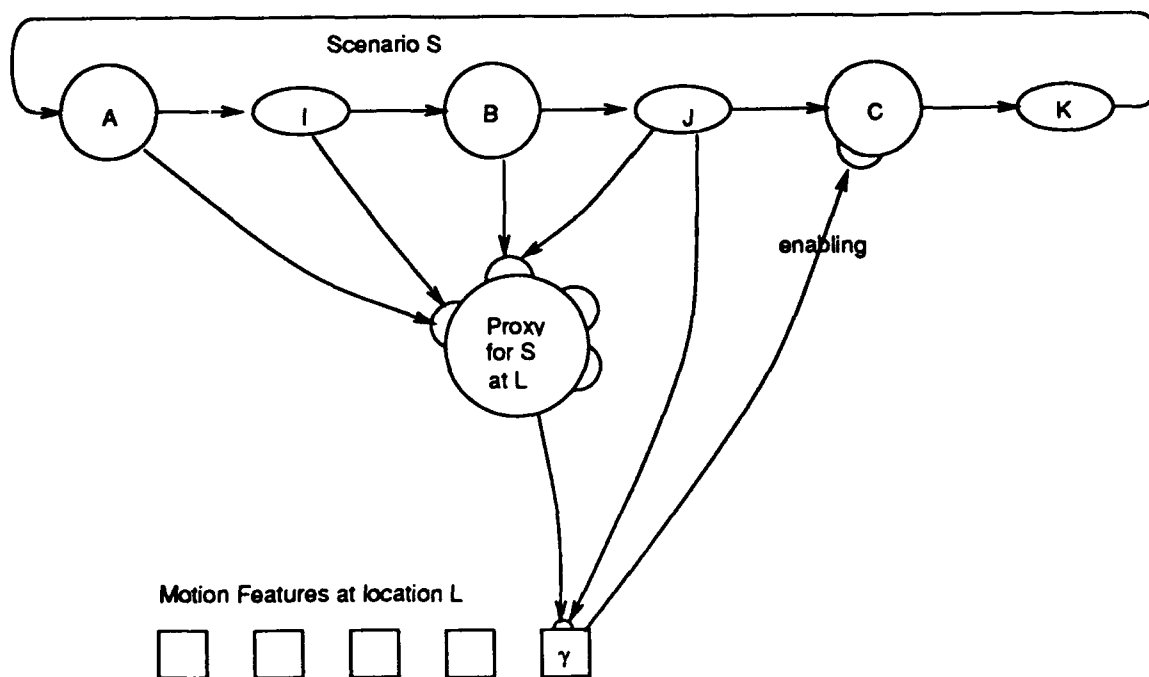 Scenario S
A
I
B
J
C
K
enabling
Proxy
for S
at L
Motion Features at location L
γ